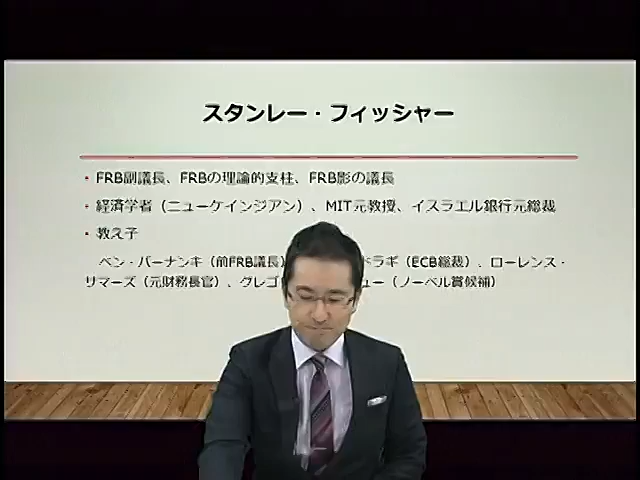 スタンレー・フィッシャー
・FRB副議長、FRBの理論的支柱、FRB影の議長
・経済学者（ニューケインジアン）、MIT元教授、イスラエル銀行元総裁
・教え子
ベン・バーナンキ（前FRB議長） ドラギ（ECB総裁）、ローレンス・
サマーズ（元財務長官）、グレゴ ュー（ノーベル賞候補）